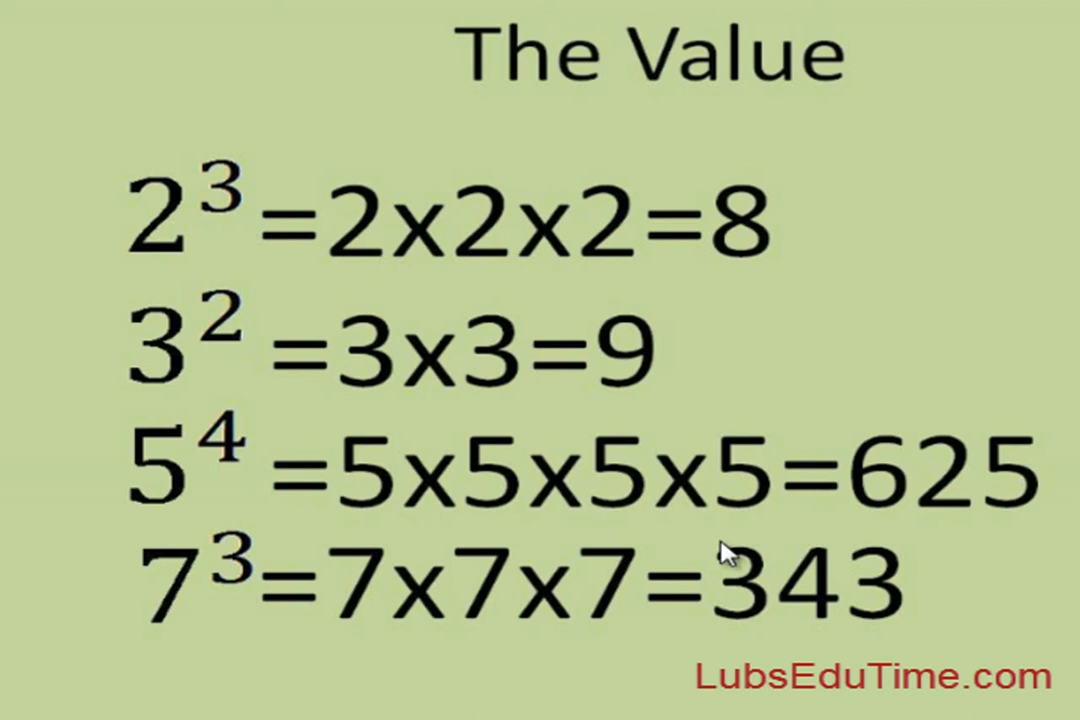 The Value
2³=2x2x2=8
3²=3x3=9
5⁴=5x5x5x5=625
7³=7x7x7=343
LubsEduTime.com